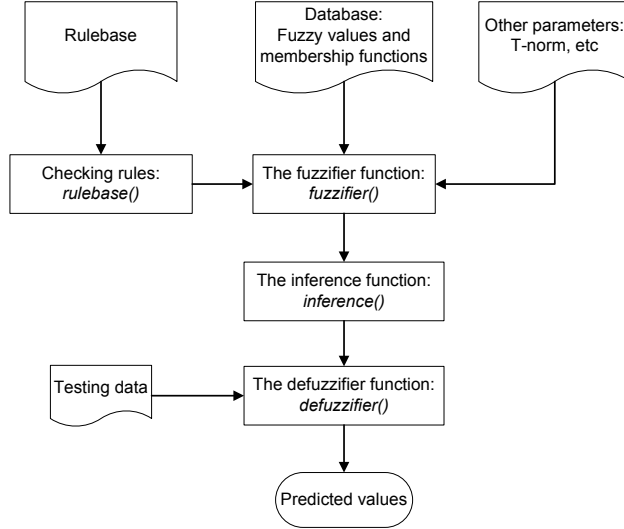 Rulebase
Database:
Fuzzy values and
membership functions
Other parameters:
T-norm, etc
Checking rules:
rulebase()
The fuzzifier function:
fuzzifier()
The inference function:
inference()
Testing data
The defuzzifier function:
defuzzifier()
Predicted values